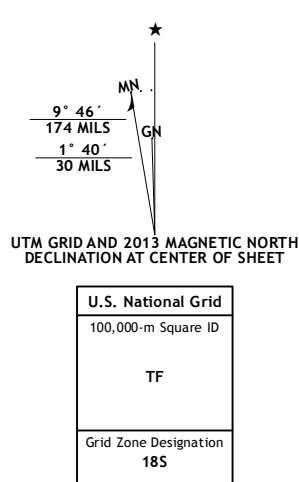 ★
MN
9° 46´
174 MILS
GN
1° 40´
30 MILS
UTM GRID AND 2013 MAGNETIC NORTH
DECLINATION AT CENTER OF SHEET
U.S. National Grid
100,000-m Square ID
TF
Grid Zone Designation
18S